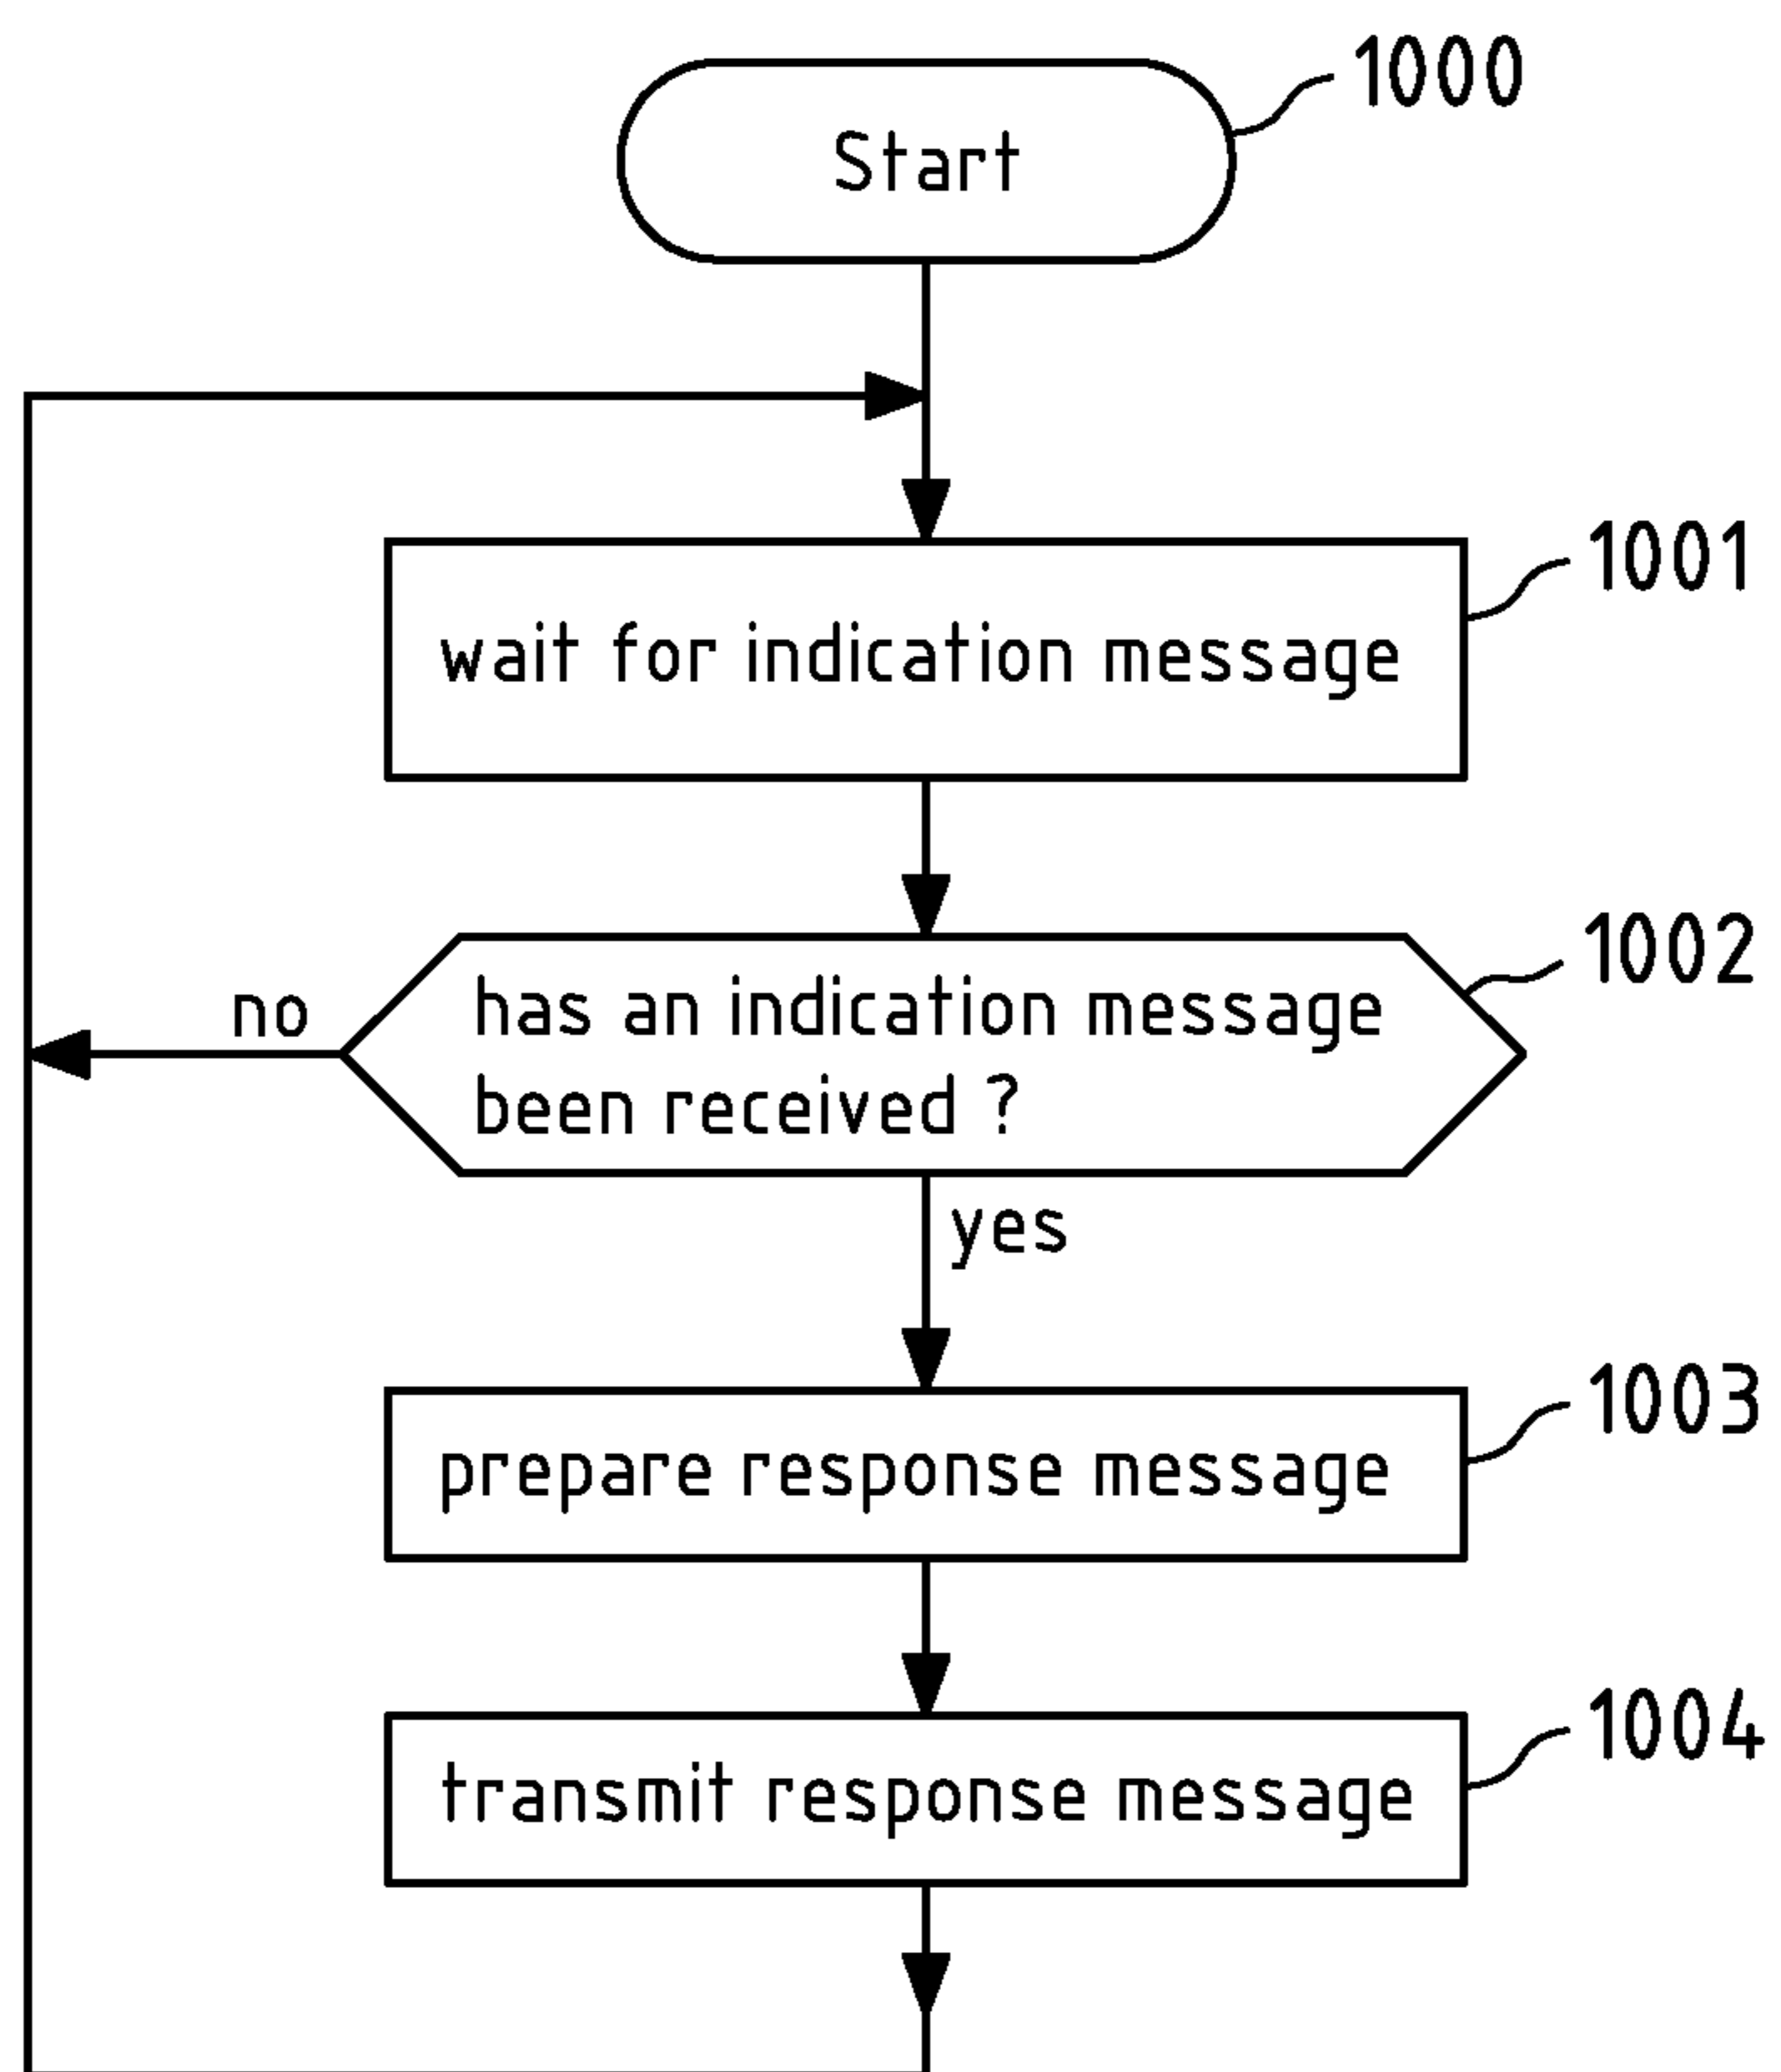 1000
Start
1001
wait for indication message
1002
has an indication message
been received ?
no
yes
1003
prepare response message
1004
transmit response message